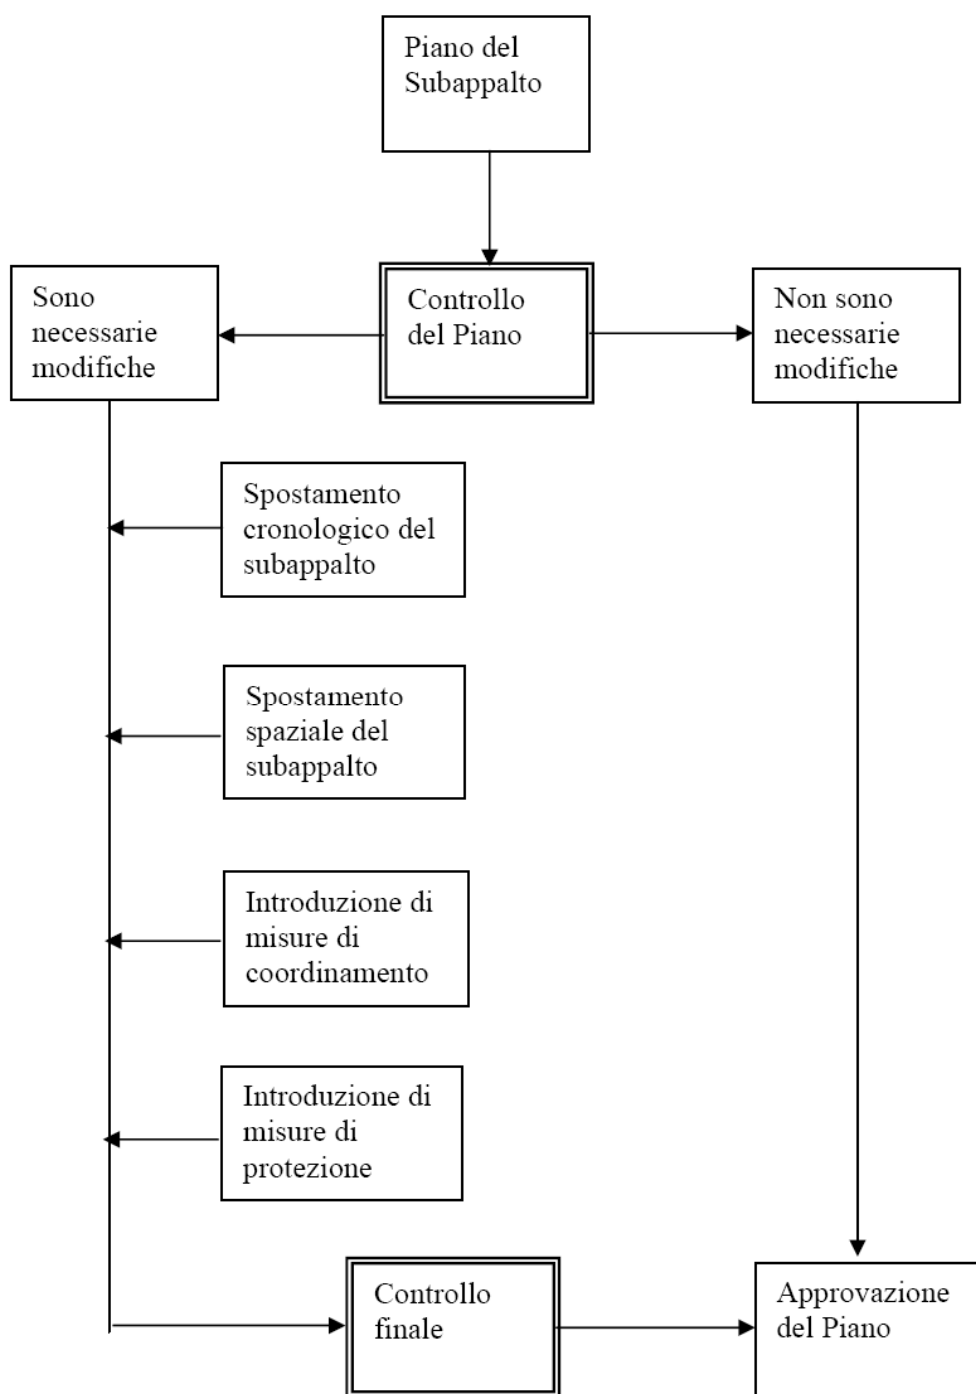 Piano del
Subappalto
Sono
necessarie
modifiche
Controllo
del Piano
Non sono
necessarie
modifiche
Spostamento
cronologico del
subappalto
Spostamento
spaziale del
subappalto
Introduzione di
misure di
coordinamento
Introduzione di
misure di
protezione
Controllo
finale
Approvazione
del Piano